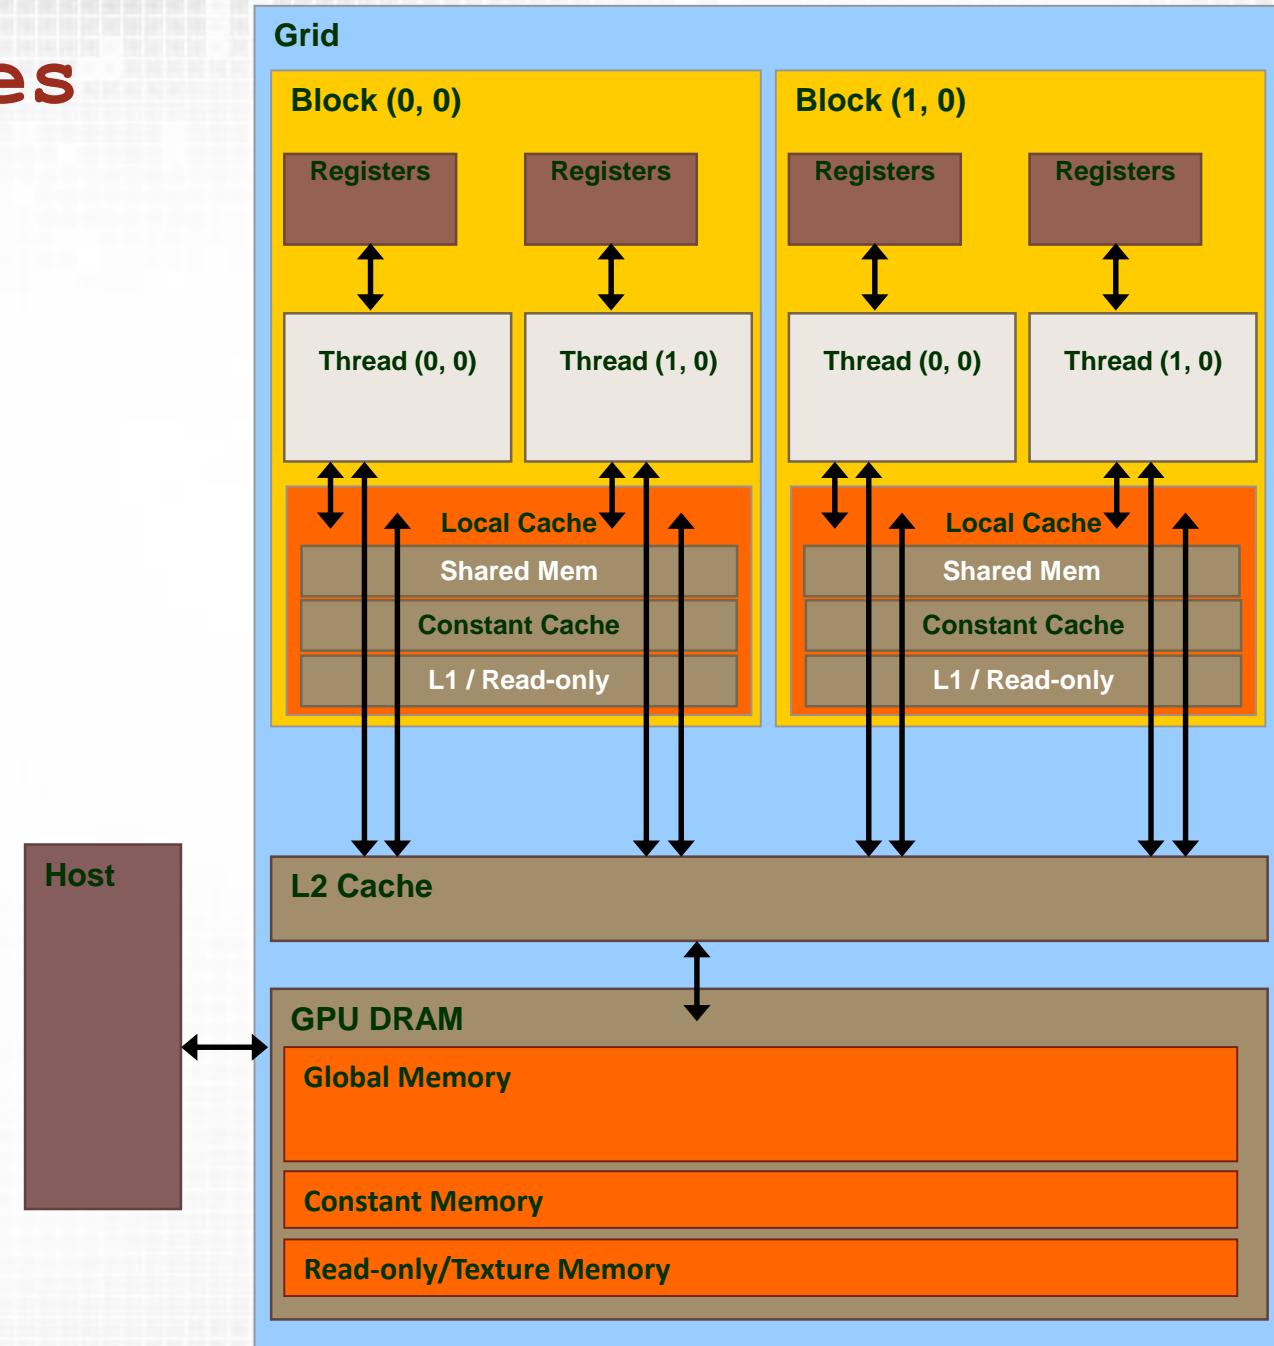 es
Grid
Block (0, 0)
Block (1, 0)
Registers
Registers
Registers
Registers
Thread (0, 0)
Thread (1, 0)
Thread (0, 0)
Thread (1, 0)
Local Cache
Local Cache
Shared Mem
Shared Mem
Constant Cache
Constant Cache
L1 / Read-only
L1 / Read-only
Host
L2 Cache
GPU DRAM
Global Memory
Constant Memory
Read-only/Texture Memory